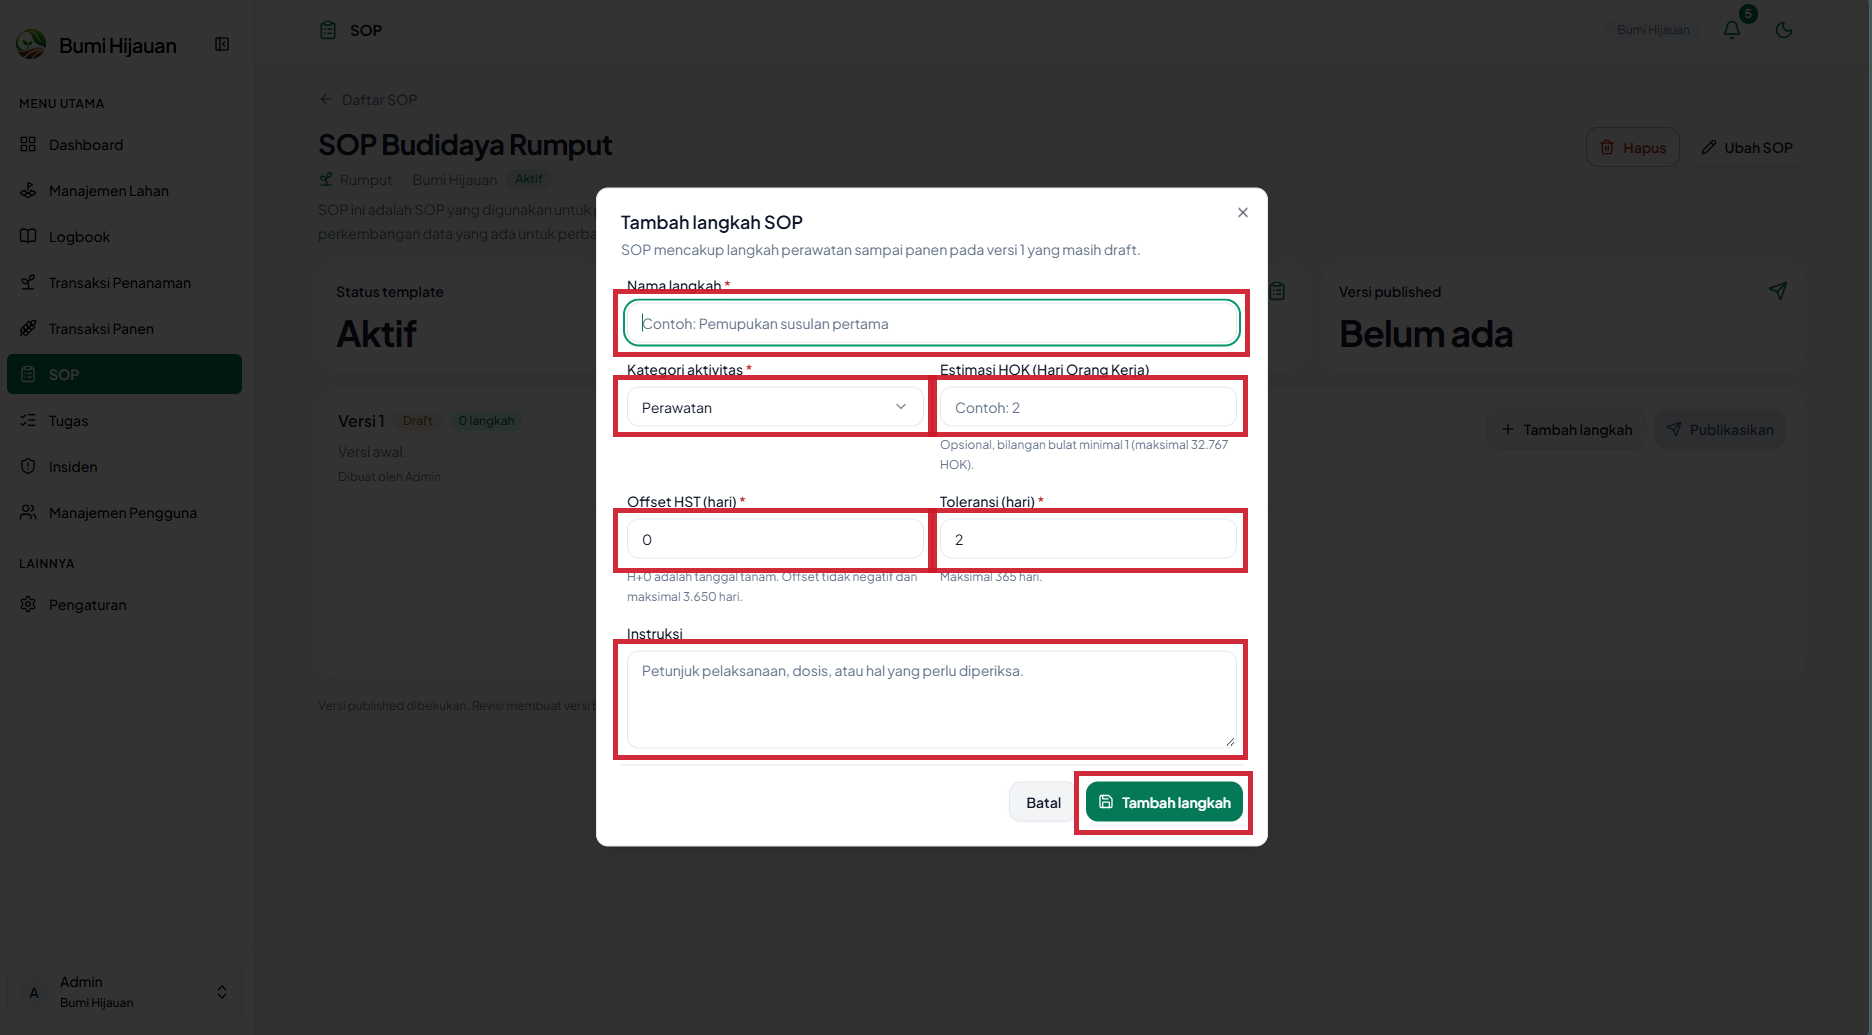 Bumi Hijauan
MENU UTAMA
Dashboard
Manajemen Lahan
Logbook
Transaksi Penanaman
Transaksi Panen
SOP
Tugas
Insiden
Manajemen Pengguna
LAINNYA
Pengaturan
A
Admin
Bumi Hijauan
SOP
Bumi Hijauan
5
Daftar SOP
SOP Budidaya Rumput
Hapus
Ubah SOP
Rumput · Bumi Hijauan Aktif
SOP ini adalah SOP yang digunakan untuk
perkembangan data yang ada untuk perba
Status template
Aktif
Versi published
Belum ada
Versi 1 Draft 0 langkah
Versi awal.
Dibuat oleh Admin
Tambah langkah
Publikasikan
Versi published dibekukan. Revisi membuat versi
Tambah langkah SOP
SOP mencakup langkah perawatan sampai panen pada versi 1 yang masih draft.
Nama langkah *
Contoh: Pemupukan susulan pertama
Kategori aktivitas *
Perawatan
Estimasi HOK (Hari Orang Kerja)
Contoh: 2
Opsional, bilangan bulat minimal 1 (maksimal 32.767
HOK).
Offset HST (hari) *
0
H+0 adalah tanggal tanam. Offset tidak negatif dan
maksimal 3.650 hari.
Toleransi (hari) *
2
Maksimal 365 hari.
Instruksi
Petunjuk pelaksanaan, dosis, atau hal yang perlu diperiksa.
Batal
Tambah langkah